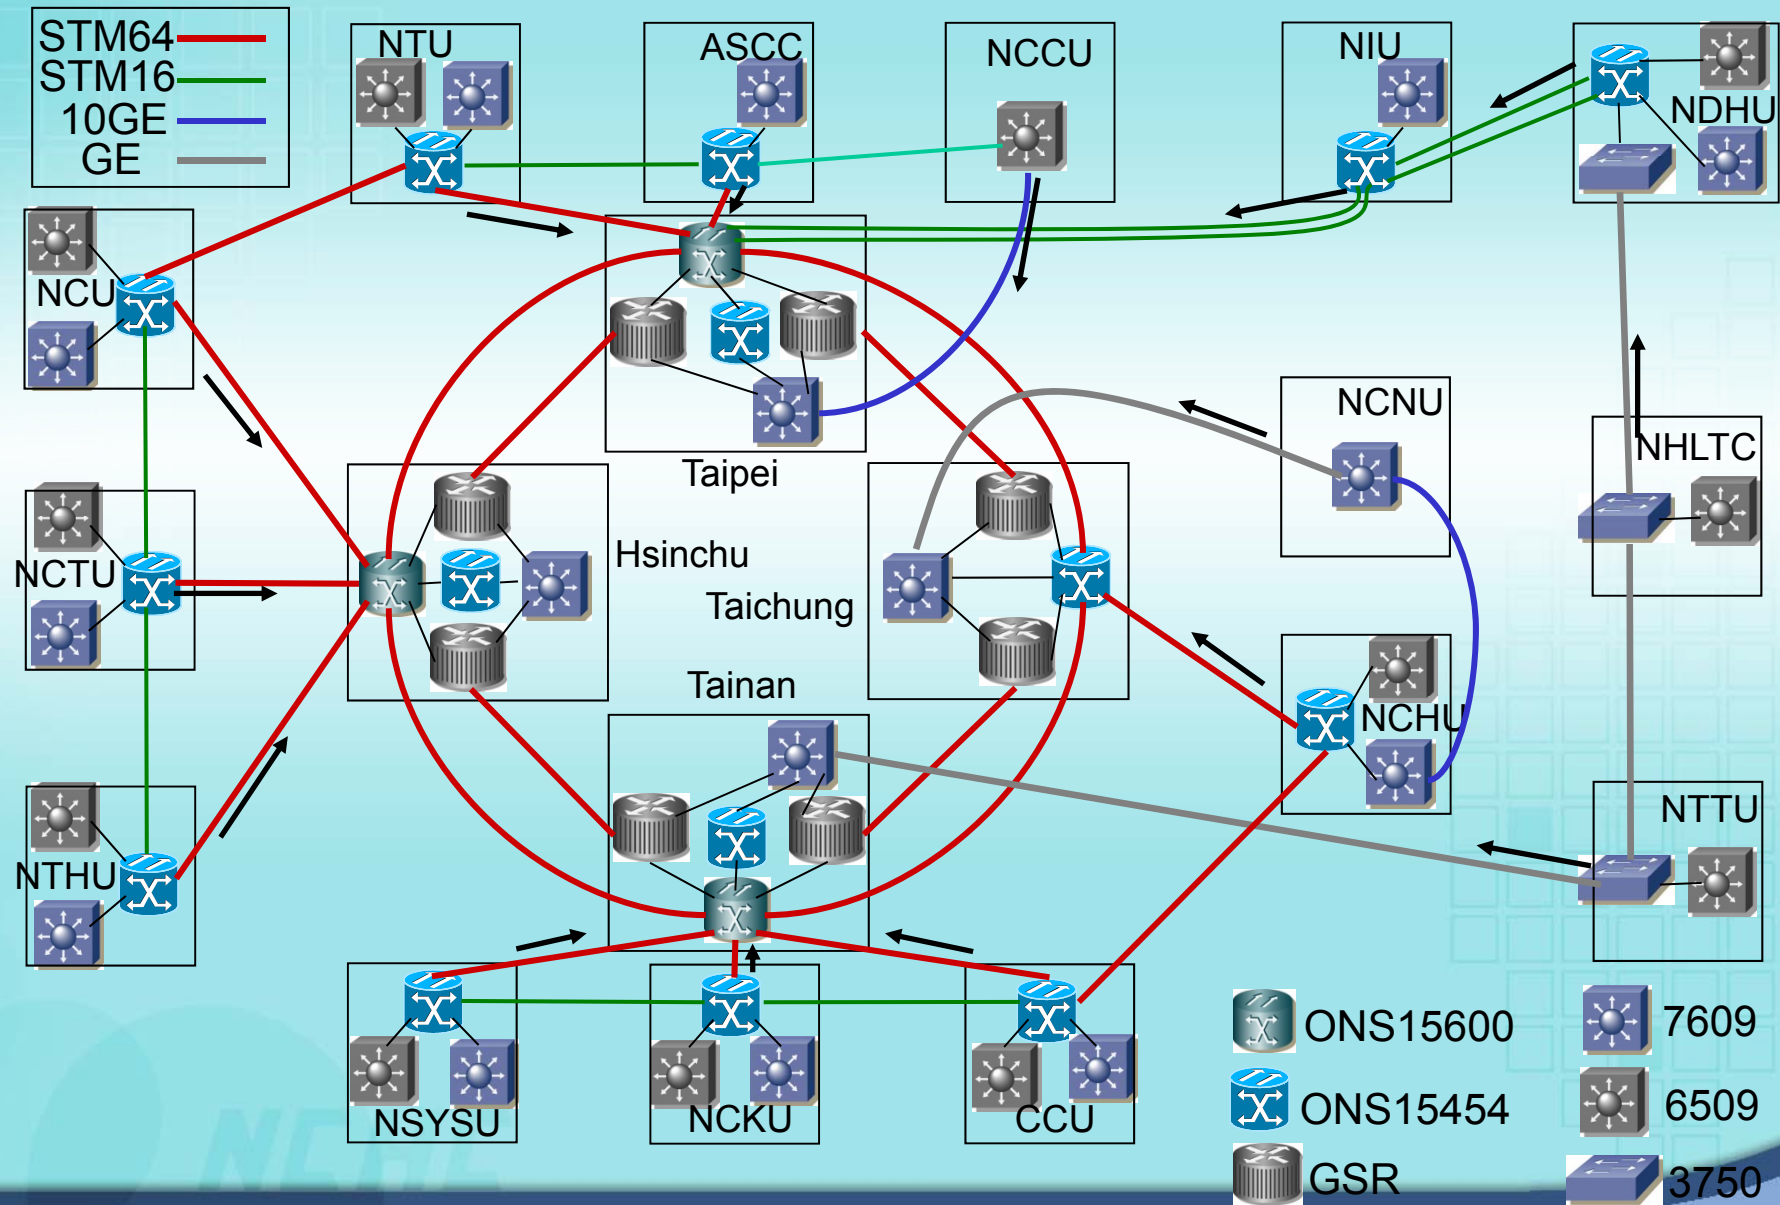 STM64
STM16
10GE
GE
NTU
ASCC
NCCU
NIU
NDHU
NCU
Taipei
NCNU
NHLTC
NCTU
Hsinchu
Taichung
Tainan
NCHU
NTHU
NTTU
NSYSU
NCKU
CCU
ONS15600
7609
ONS15454
6509
GSR
3750
NCHC